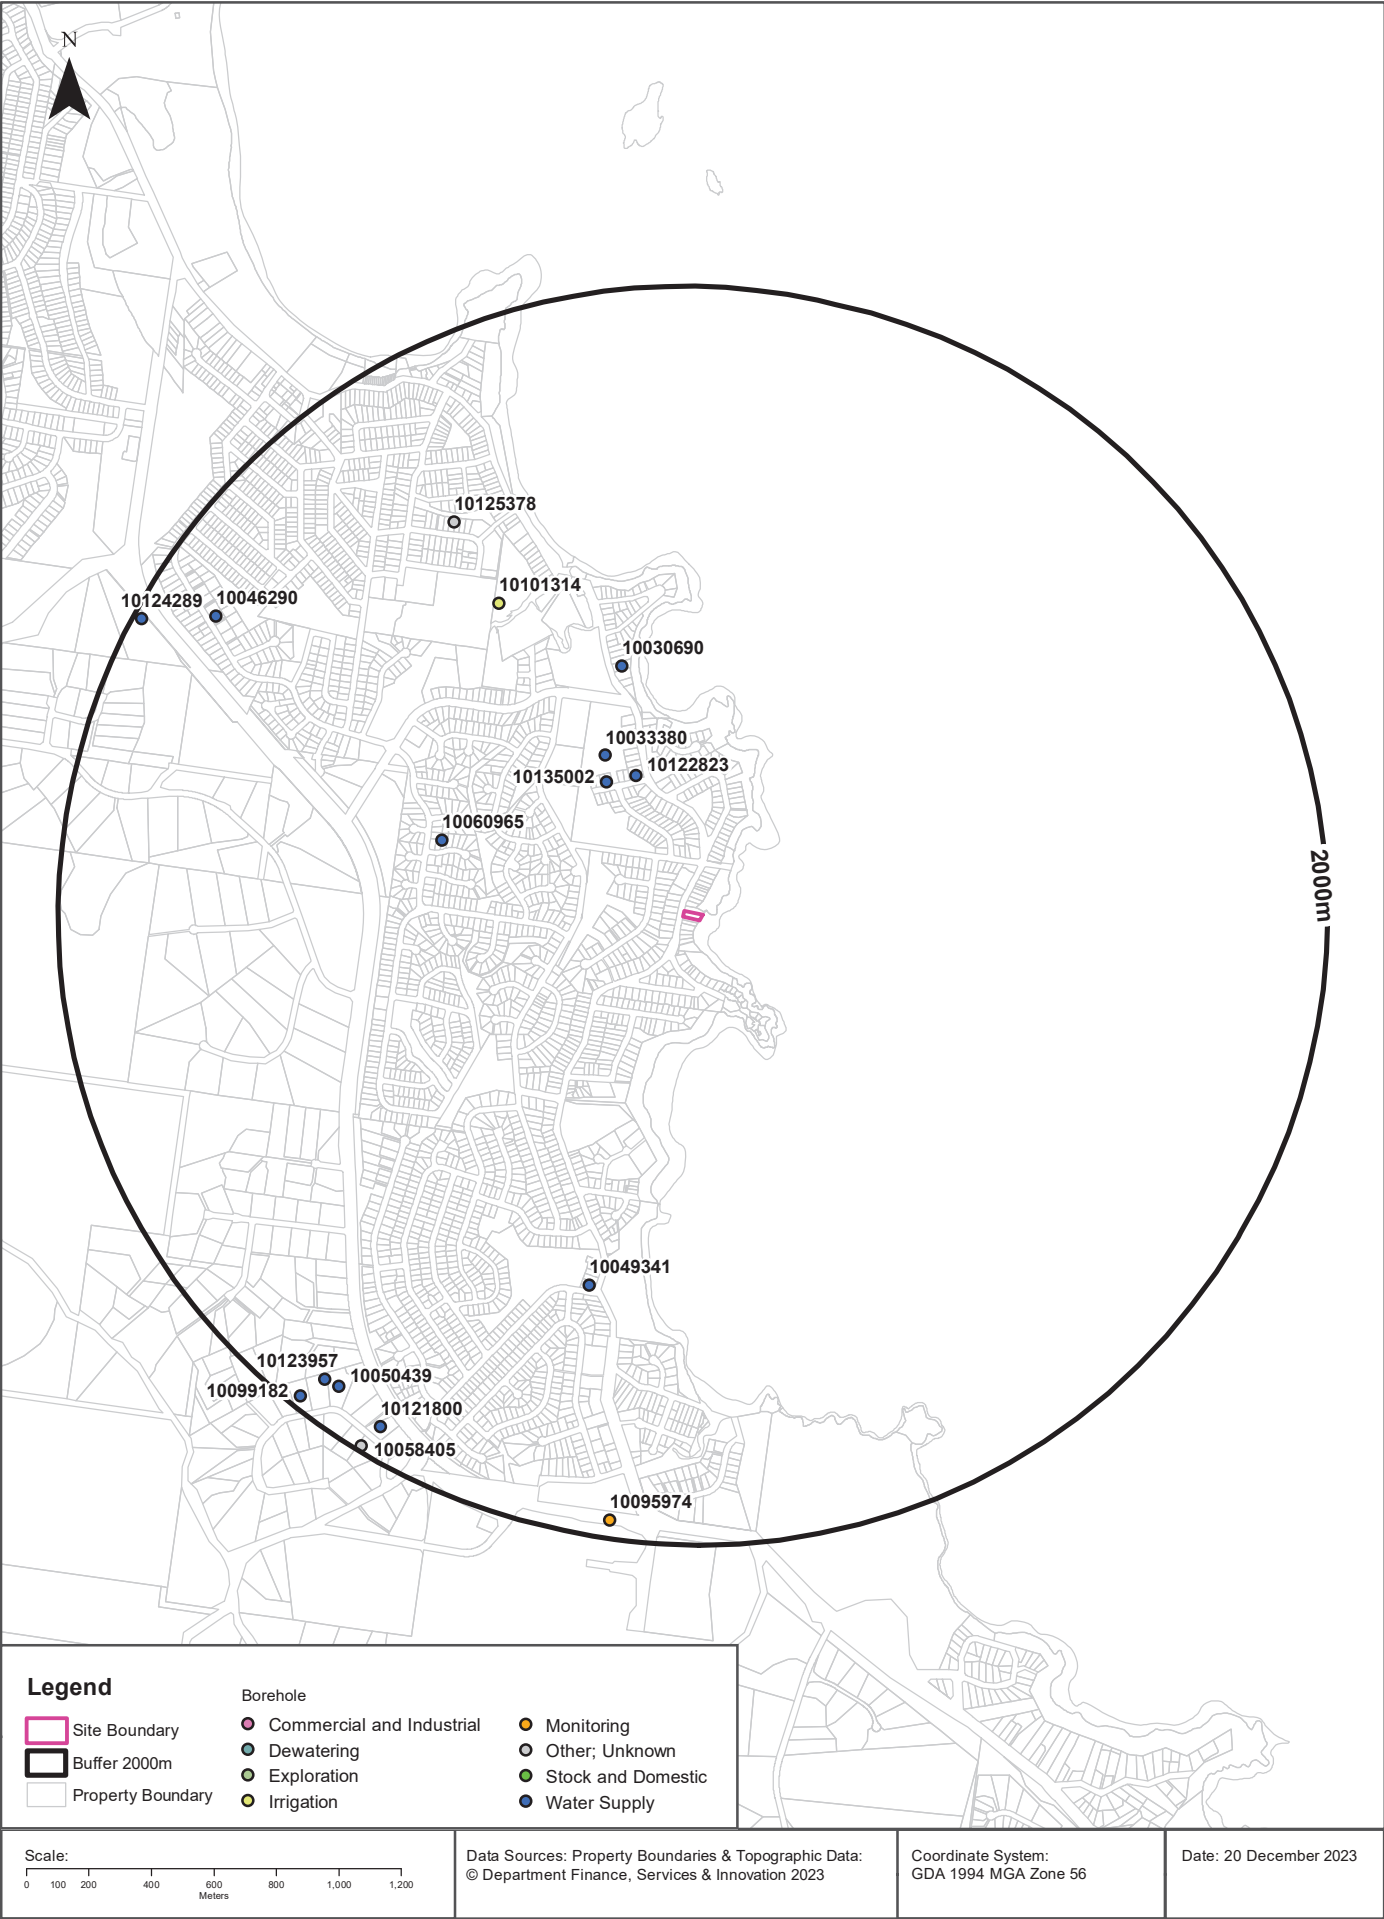 N
10125378
10101314
10124289
10046290
10030690
10033380
10122823
10135002
10060965
2000m
10049341
10123957
10050439
10099182
10121800
10058405
10095974
Legend
Site Boundary
Buffer 2000m
Property Boundary
Borehole
Commercial and Industrial
Dewatering
Exploration
Irrigation
Monitoring
Other; Unknown
Stock and Domestic
Water Supply
Scale:
0 100 200 400 600 800 1,000 1,200
Meters
Data Sources: Property Boundaries & Topographic Data:
© Department Finance, Services & Innovation 2023
Coordinate System:
GDA 1994 MGA Zone 56
Date: 20 December 2023